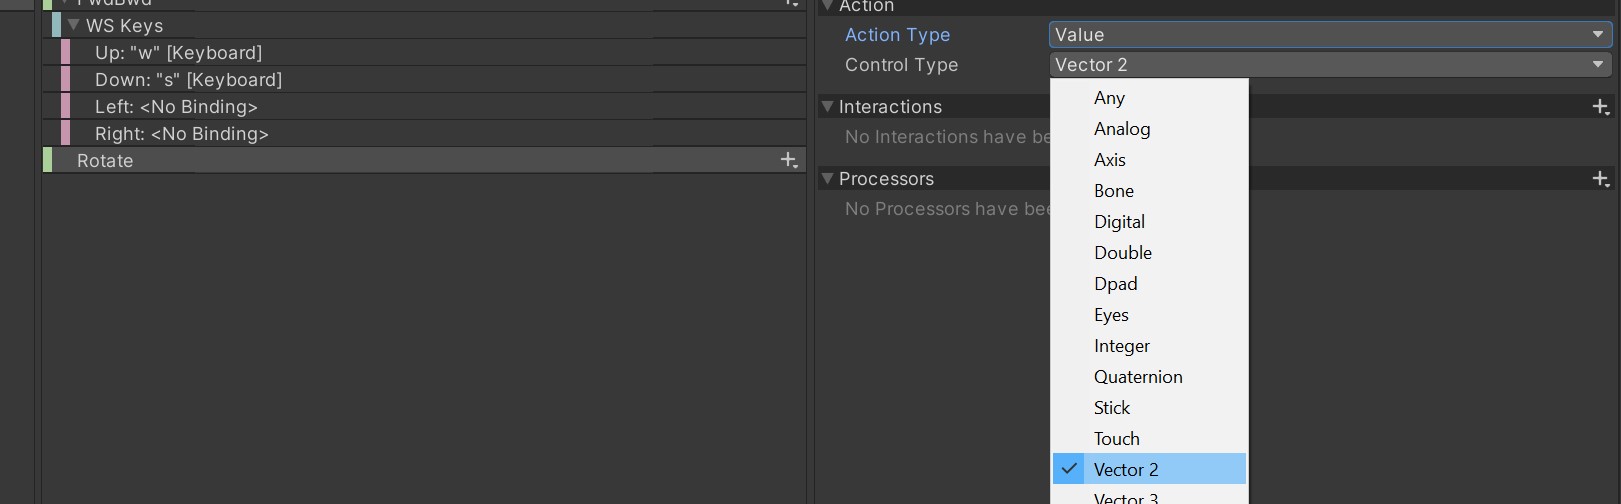 FwdBwd
WS Keys
Up: "w" [Keyboard]
Down: "s" [Keyboard]
Left: <No Binding>
Right: <No Binding>
Rotate
Action
Action Type
Value
Control Type
Vector 2
Any
Analog
Axis
Bone
Digital
Double
Dpad
Eyes
Integer
Quaternion
Stick
Touch
Vector 2
Vector 3
Interactions
No Interactions have be
Processors
No Processors have bee